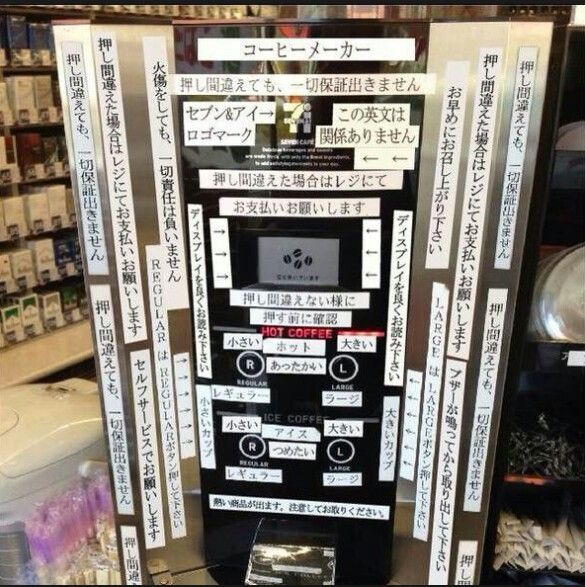 コーヒーメーカー
押し間違えても、一切保証出きません
セブン&アイ→
ロゴマーク
この英文は
関係ありません
← ←
SEVEN CAFÉ
押し間違えた場合はレジにて
お支払いお願いします
押し間違えない様に
押す前に確認
HOT COFFEE
小さい
ホット
大きい
R
あったかい
L
REGULAR
LARGE
レギュラー
ラージ
ICE COFFEE
小さい
アイス
大きい
R
つめたい
L
REGULAR
LARGE
レギュラー
ラージ
熱い商品が出ます。注意してお取りください。
押し間違えても、一切保証出きません
押し間違えた場合はレジにてお支払いお願いします
火傷をしても、一切責任は負いません
ディスプレイを良くお読み下さい
→
→
→
←
←
←
ディスプレイを良くお読み下さい
お早めにお召し上がり下さい
押し間違えた場合はレジにてお支払いお願いします
押し間違えても、一切保証出きません
押し間違えても、一切保証出きません
セルフサービスでお願いします
REGULARはREGULARボタン押して下さい
→
→
→
→
小さいカップ
大きいカップ
←
←
←
←
LARGEはLARGEボタン押して下さい
ブザーが鳴ってから取り出して下さい
押し間違えても、一切保証出きません
押し間違
押し間